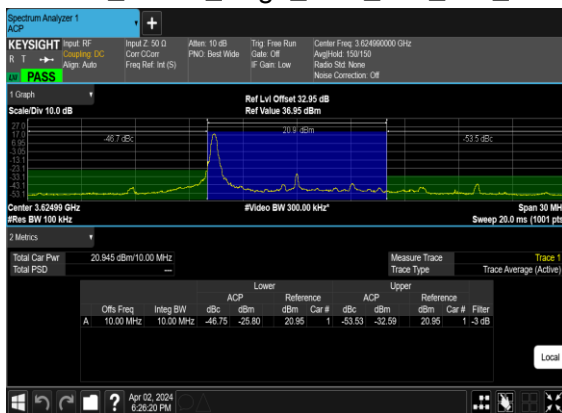 Spectrum Analyzer 1
ACP
KEYSIGHT Input: RF Input Z: 50 Ω Atten: 10 dB Trig: Free Run Center Freq: 3.624990000 GHz
R T Coupling: DC Corr CCorr PNO: Best Wide Gate: Off Avg|Hold: 150/150
Align: Auto Freq Ref: Int (S) IF Gain: Low Radio Std: None
LXI PASS Noise Correction: Off
1 Graph
Ref Lvl Offset 32.95 dB
Scale/Div 10.0 dB Ref Value 36.95 dBm
27.0
17.0 -46.7 dBc 20.9 dBm -53.5 dBc
6.95
-3.05
-13.1
-23.1
-33.1
-43.1
-53.1
Center 3.62499 GHz #Video BW 300.00 kHz* Span 30 MH
#Res BW 100 kHz Sweep 20.0 ms (1001 pts
2 Metrics
Total Car Pwr 20.945 dBm/10.00 MHz Measure Trace Trace 1
Total PSD --- Trace Type Trace Average (Active)
Lower Upper
ACP Reference ACP Reference
Offs Freq Integ BW dBc dBm dBm Car # dBc dBm dBm Car # Filter
A 10.00 MHz 10.00 MHz -46.75 -25.80 20.95 1 -53.53 -32.59 20.95 1 -3 dB
Local
? Apr 02, 2024
6:26:20 PM